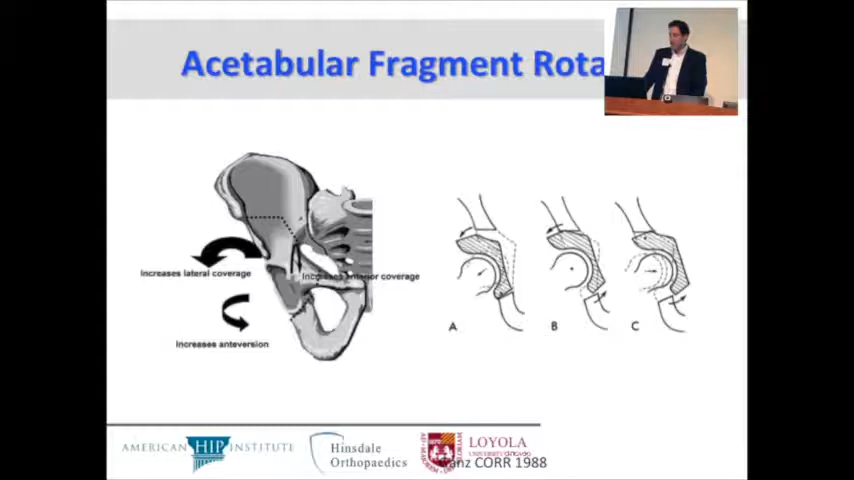 Acetabular Fragment Rota
Increases lateral coverage
Increases anterior coverage
Increases anteversion
A B C
AMERICAN HIP INSTITUTE
Hinsdale
Orthopaedics
LOYOLA
UNIVERSITY CHICAGO
Ganz CORR 1988